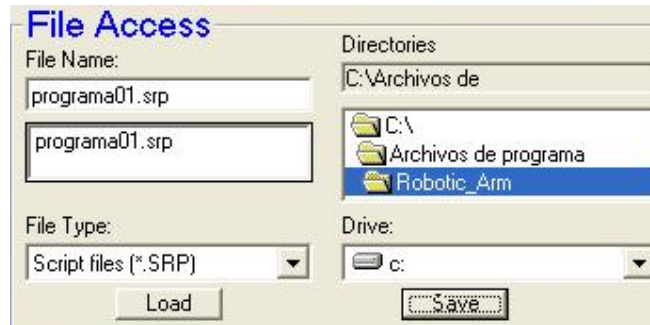 File Access
File Name:
programa01.srp
programa01.srp
File Type:
Script files (*.SRP)
Load
Directories
C:\Archivos de
C:\
Archivos de programa
Robotic_Arm
Drive:
c:
Save